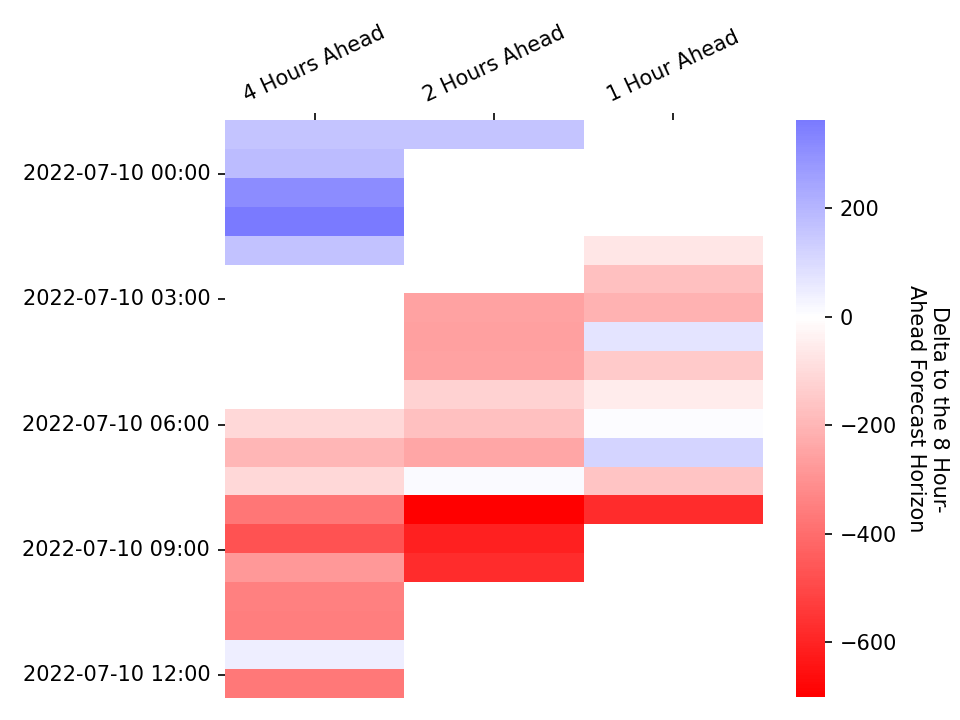 4 Hours Ahead
2 Hours Ahead
1 Hour Ahead
2022-07-10 00:00
2022-07-10 03:00
2022-07-10 06:00
2022-07-10 09:00
2022-07-10 12:00
200
0
−200
−400
−600
Delta to the 8 Hour-
Ahead Forecast Horizon